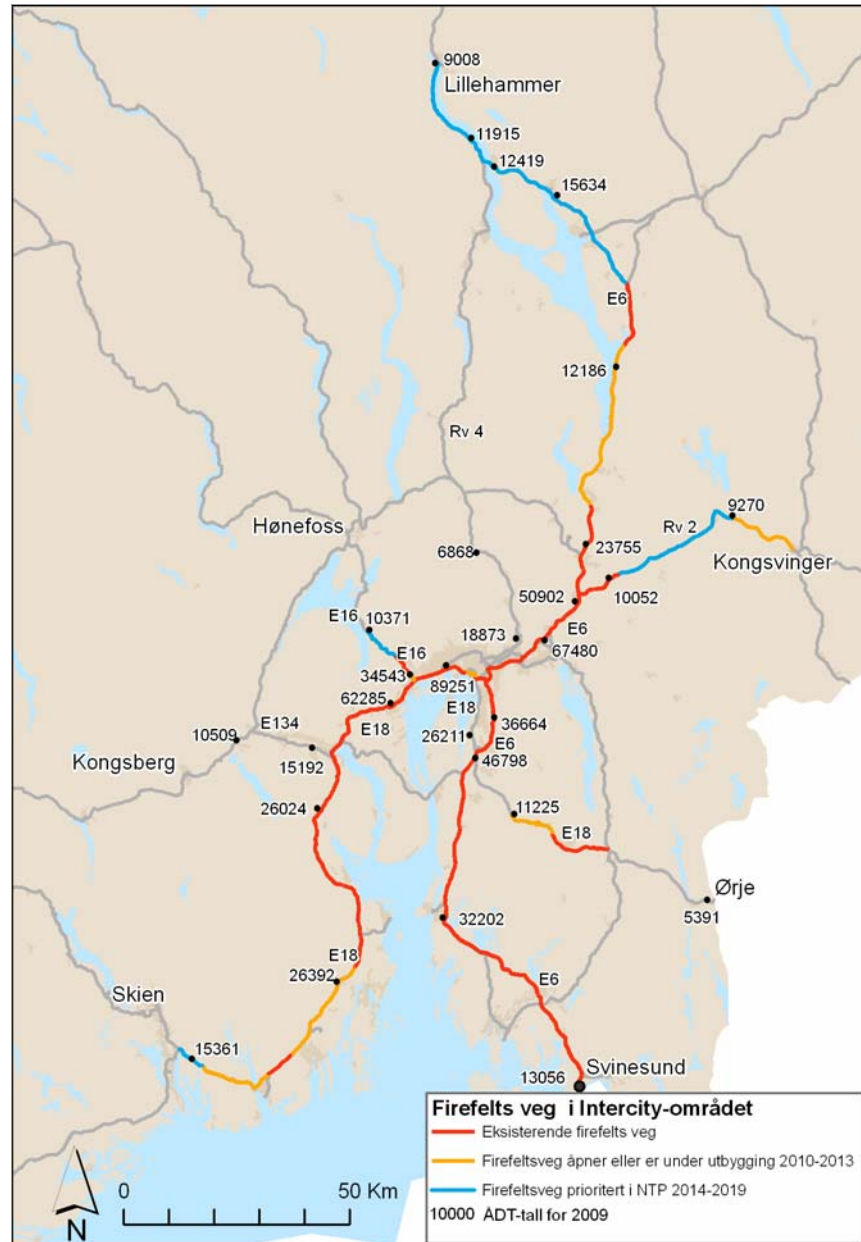 9008
Lillehammer
11915
12419
15634
E6
12186
Rv 4
9270
Rv 2
Hønefoss
23755
Kongsvinger
6868
10052
50902
E16
10371
18873
E6
67480
E16
34543
89251
62285
E18
E18
36664
10509
E134
26211
E6
Kongsberg
15192
46798
26024
11225
E18
Ørje
5391
32202
E18
26392
E6
Skien
15361
Svinesund
13056
Firefelts veg i Intercity-området
Eksisterende firefelts veg
Firefeltsveg åpner eller er under utbygging 2010-2013
Firefeltsveg prioritert i NTP 2014-2019
10000 ÅDT-tall for 2009
N
0 50 Km